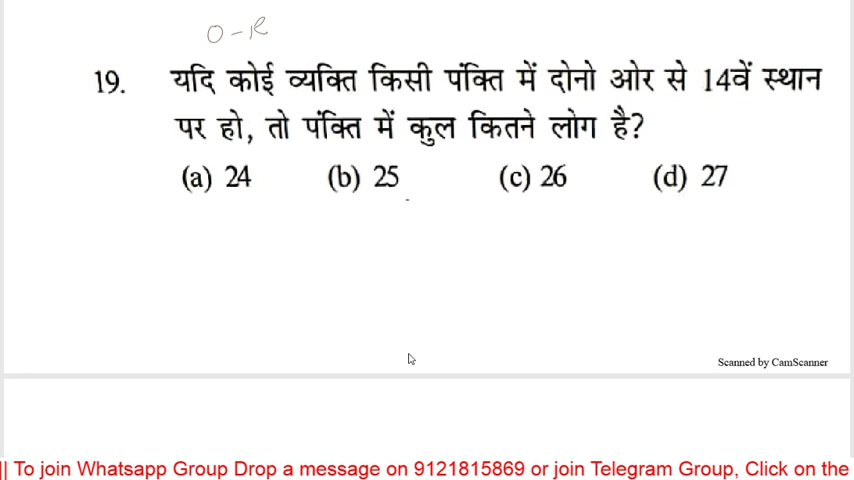 19. यदि कोई व्यक्ति किसी पंक्ति में दोनो ओर से 14वें स्थान
पर हो, तो पंक्ति में कुल कितने लोग है?
(a) 24 (b) 25 (c) 26 (d) 27
Scanned by CamScanner
|| To join Whatsapp Group Drop a message on 9121815869 or join Telegram Group, Click on the